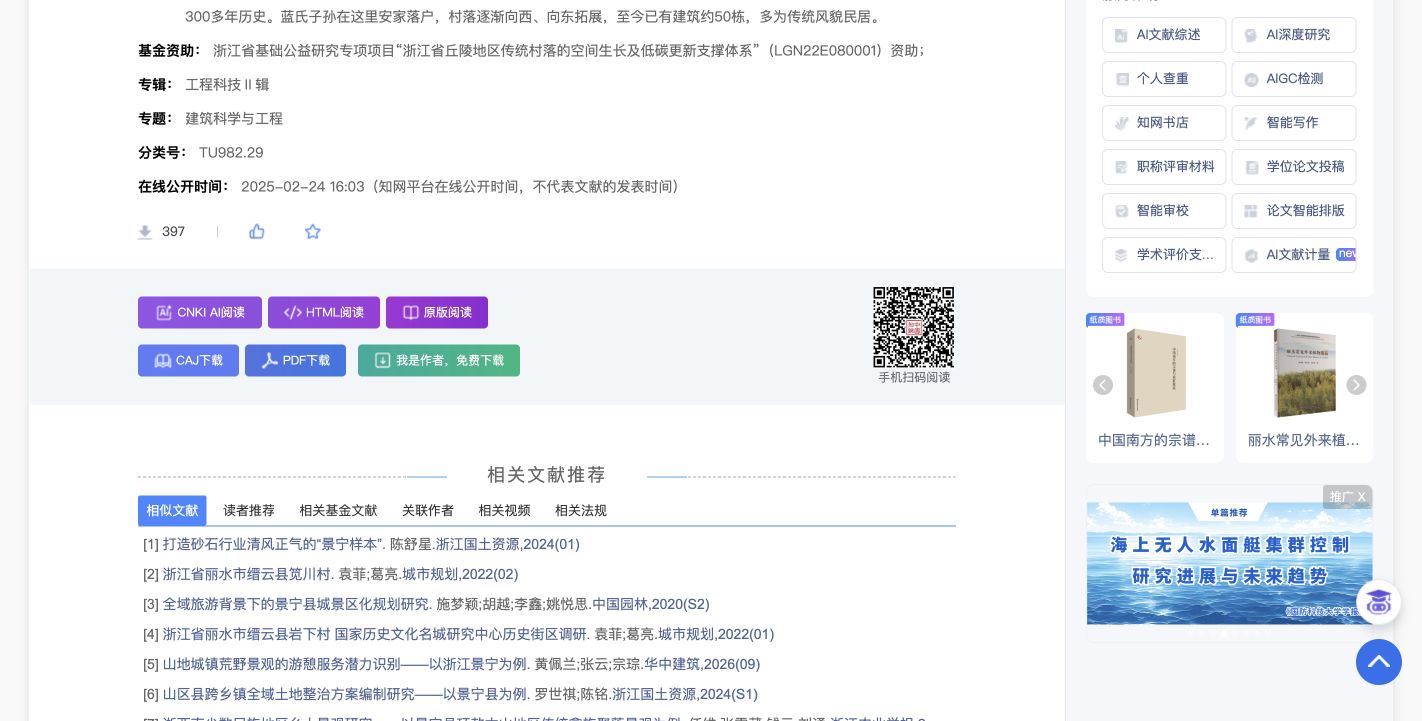 300多年历史。蓝氏子孙在这里安家落户，村落逐渐向西、向东拓展，至今已有建筑约50栋，多为传统风貌民居。
基金资助： 浙江省基础公益研究专项项目“浙江省丘陵地区传统村落的空间生长及低碳更新支撑体系”（LGN22E080001）资助；
专辑： 工程科技Ⅱ辑
专题： 建筑科学与工程
分类号： TU982.29
在线公开时间： 2025-02-24 16:03（知网平台在线公开时间，不代表文献的发表时间）
397
CNKI AI阅读 HTML阅读 原版阅读
CAJ下载 PDF下载 我是作者，免费下载
手机扫码阅读
相关文献推荐
相似文献 读者推荐 相关基金文献 关联作者 相关视频 相关法规
[1] 打造砂石行业清风正气的“景宁样本”. 陈舒星.浙江国土资源,2024(01)
[2] 浙江省丽水市缙云县笕川村. 袁菲;葛亮.城市规划,2022(02)
[3] 全域旅游背景下的景宁县城景区化规划研究. 施梦颖;胡越;李鑫;姚悦思.中国园林,2020(S2)
[4] 浙江省丽水市缙云县岩下村 国家历史文化名城研究中心历史街区调研. 袁菲;葛亮.城市规划,2022(01)
[5] 山地城镇荒野景观的游憩服务潜力识别——以浙江景宁为例. 黄佩兰;张云;宗琮.华中建筑,2026(09)
[6] 山区县跨乡镇全域土地整治方案编制研究——以景宁县为例. 罗世祺;陈铭.浙江国土资源,2024(S1)
AI文献综述 AI深度研究
个人查重 AIGC检测
知网书店 智能写作
职称评审材料 学位论文投稿
智能审校 论文智能排版
学术评价支... AI文献计量 new
纸质图书 纸质图书
中国南方的宗谱... 丽水常见外来植...
推广 X
单篇推荐
海上无人水面艇集群控制
研究进展与未来趋势